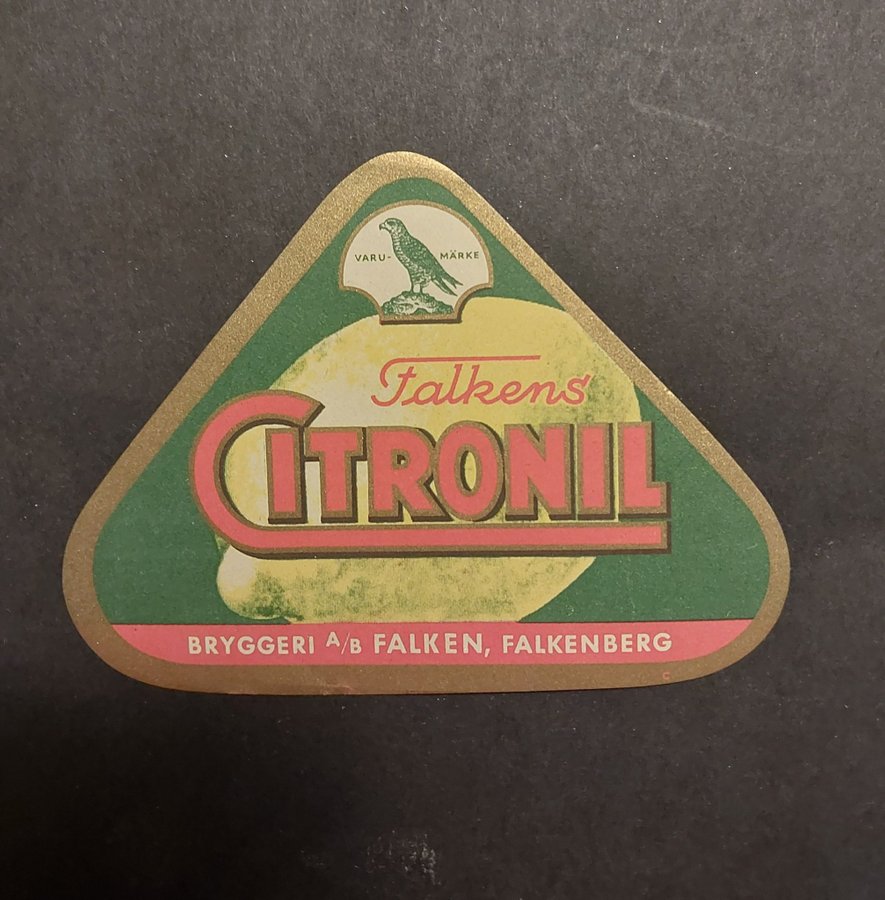 VARU-MÄRKE
Falkens
CITRONIL
BRYGGERI A/B FALKEN, FALKENBERG
C